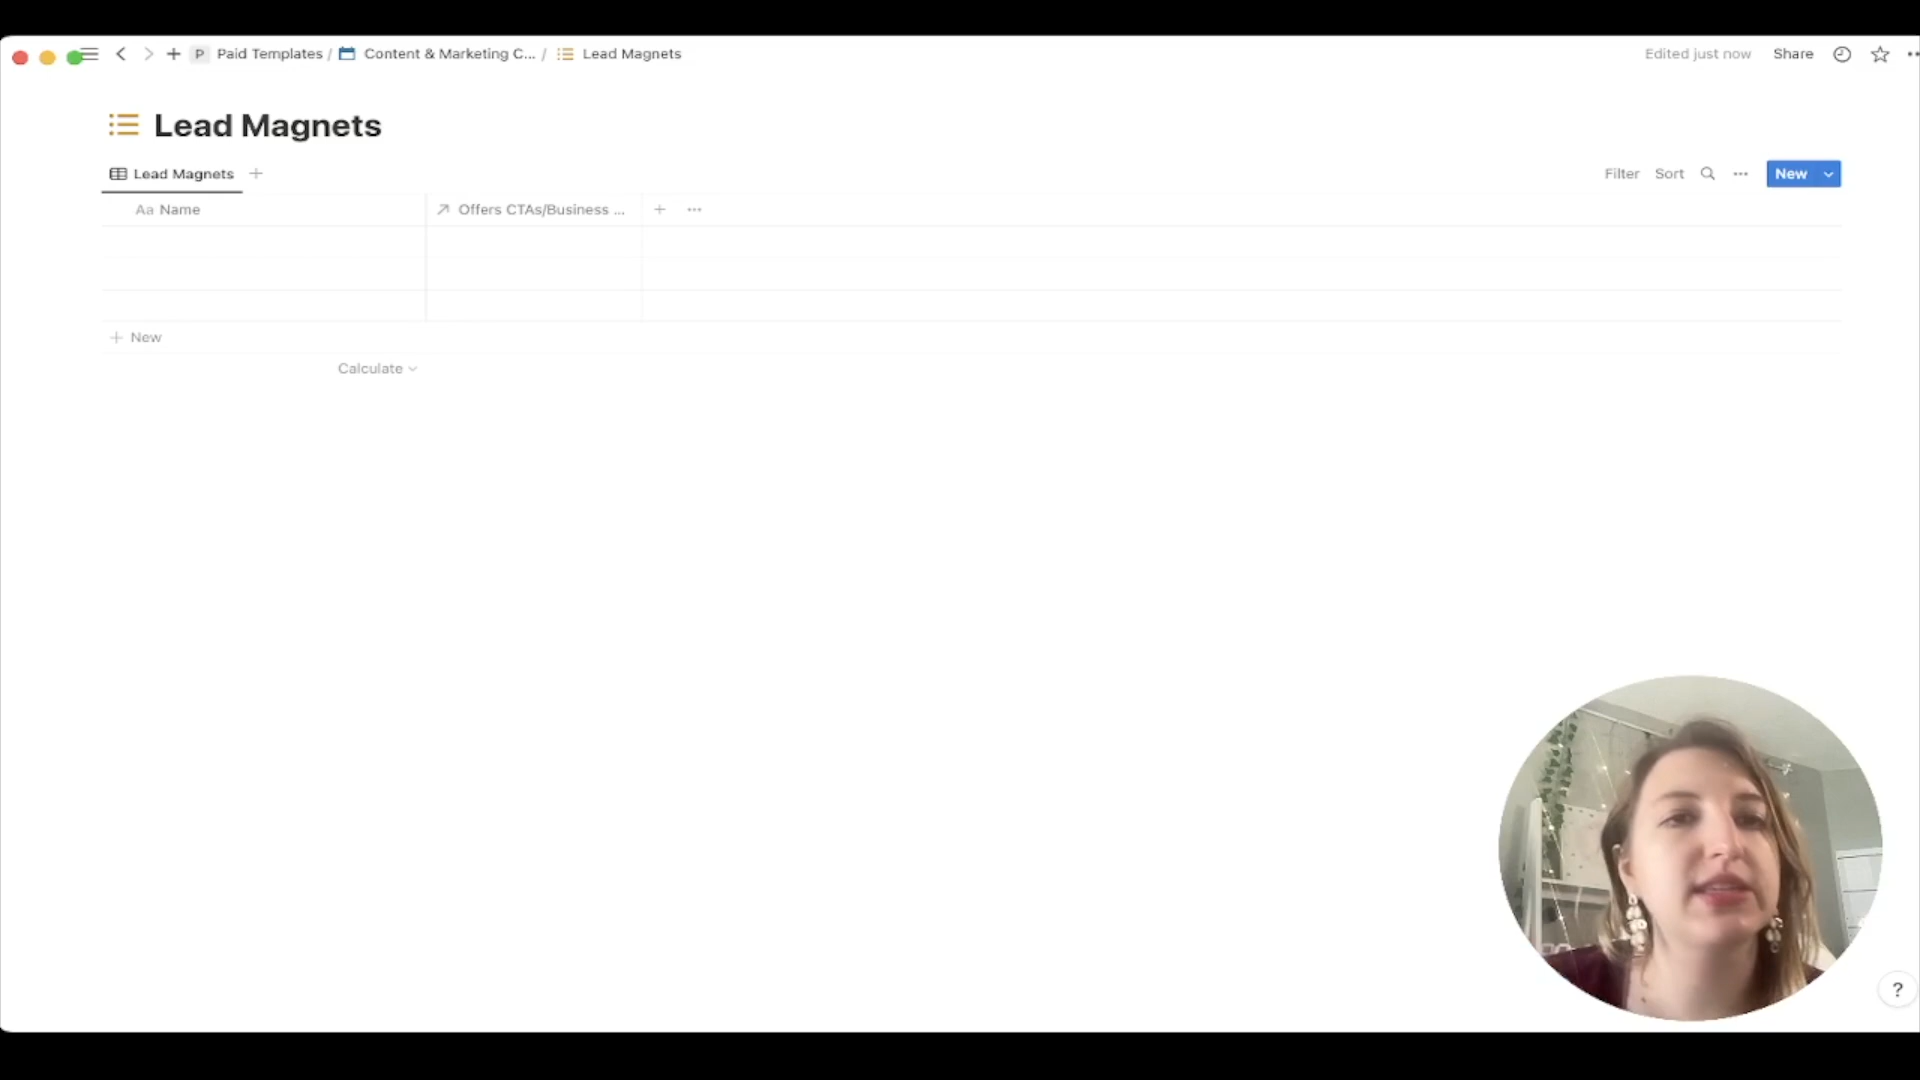 P Paid Templates / Content & Marketing C... / Lead Magnets
Edited just now Share
Lead Magnets
Lead Magnets
Filter Sort New
Aa Name Offers CTAs/Business ...
New
Calculate
?